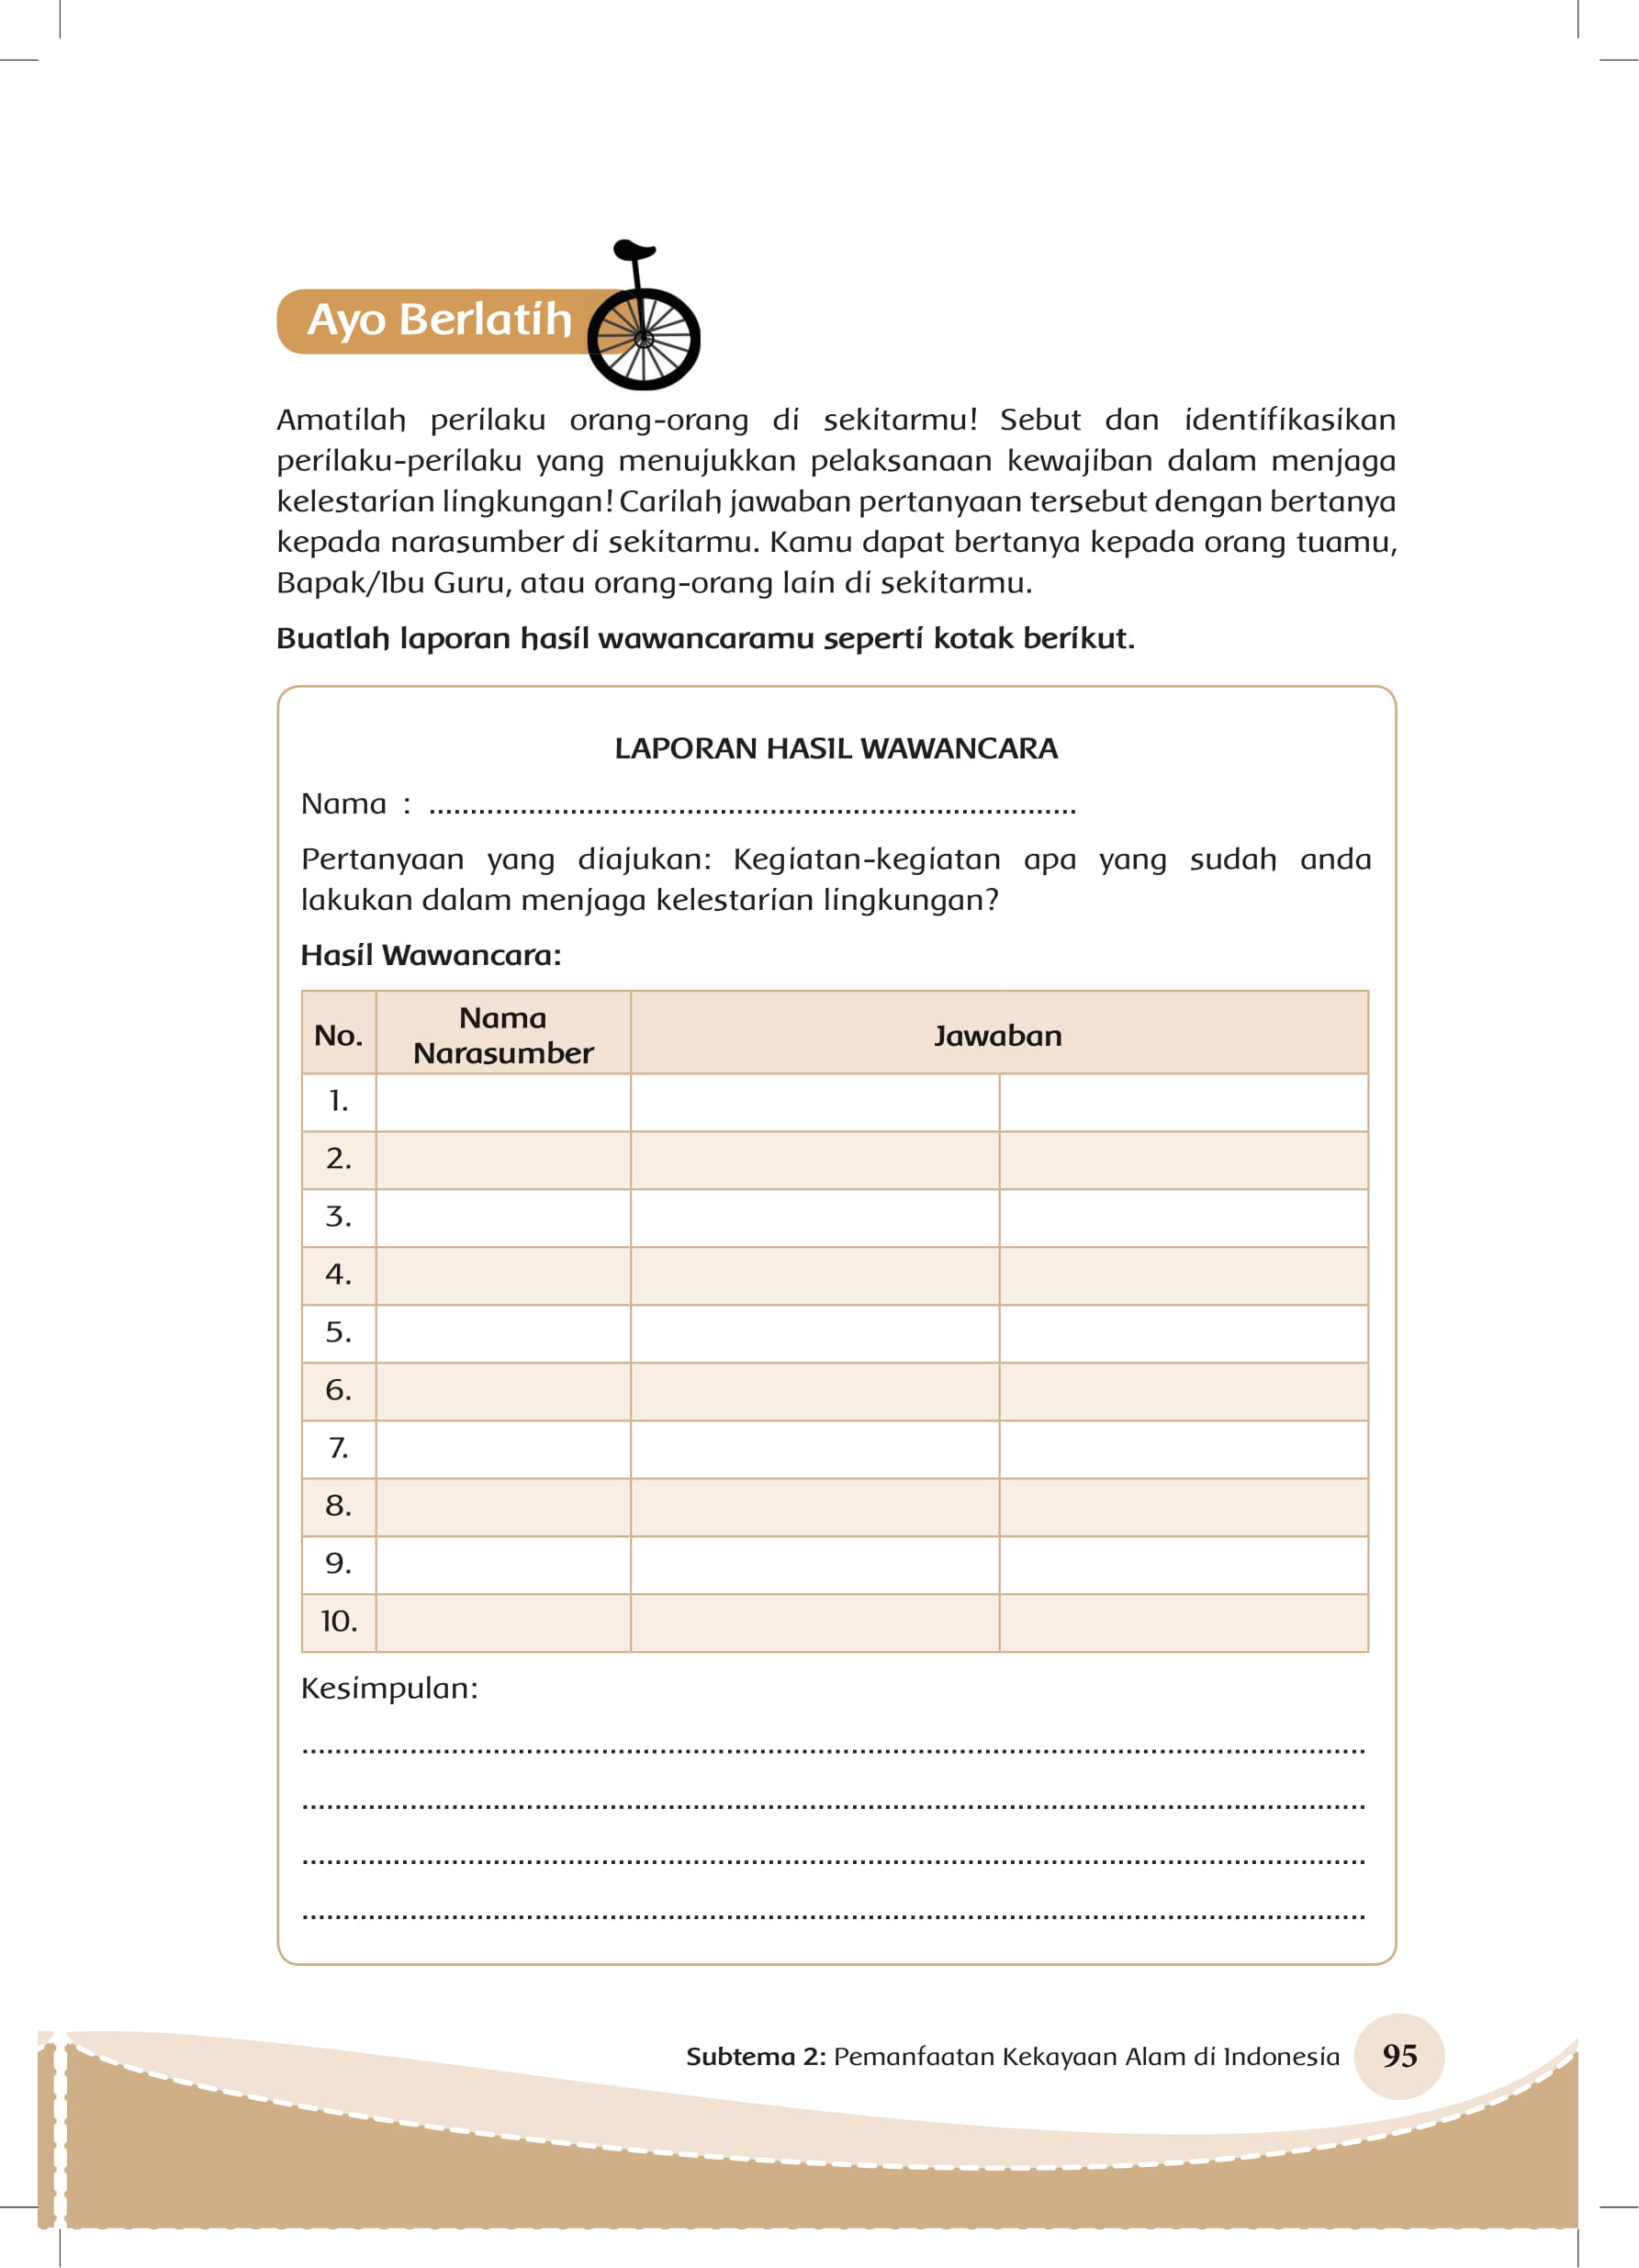 Ayo Berlatih
Amatilah perilaku orang-orang di sekitarmu! Sebut dan identifikasikan
perilaku-perilaku yang menujukkan pelaksanaan kewajiban dalam menjaga
kelestarian lingkungan! Carilah jawaban pertanyaan tersebut dengan bertanya
kepada narasumber di sekitarmu. Kamu dapat bertanya kepada orang tuamu,
Bapak/Ibu Guru, atau orang-orang lain di sekitarmu.
Buatlah laporan hasil wawancaramu seperti kotak berikut.
LAPORAN HASIL WAWANCARA
Nama : ..............................................................................
Pertanyaan yang diajukan: Kegiatan-kegiatan apa yang sudah anda
lakukan dalam menjaga kelestarian lingkungan?
Hasil Wawancara:
No. Nama Narasumber Jawaban
1.
2.
3.
4.
5.
6.
7.
8.
9.
10.
Kesimpulan:
................................................................................................................................
................................................................................................................................
................................................................................................................................
................................................................................................................................
Subtema 2: Pemanfaatan Kekayaan Alam di Indonesia 95